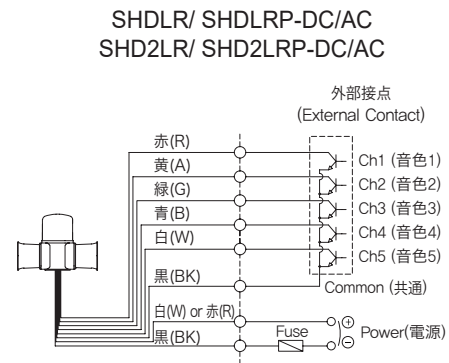 SHDLR/ SHDLRP-DC/AC
SHD2LR/ SHD2LRP-DC/AC
外部接点
(External Contact)
赤(R)
Ch1 (音色1)
黄(A)
Ch2 (音色2)
緑(G)
Ch3 (音色3)
青(B)
Ch4 (音色4)
白(W)
Ch5 (音色5)
黒(BK)
Common (共通)
白(W) or 赤(R)
黒(BK)
Fuse
⊕
⊖
Power(電源)